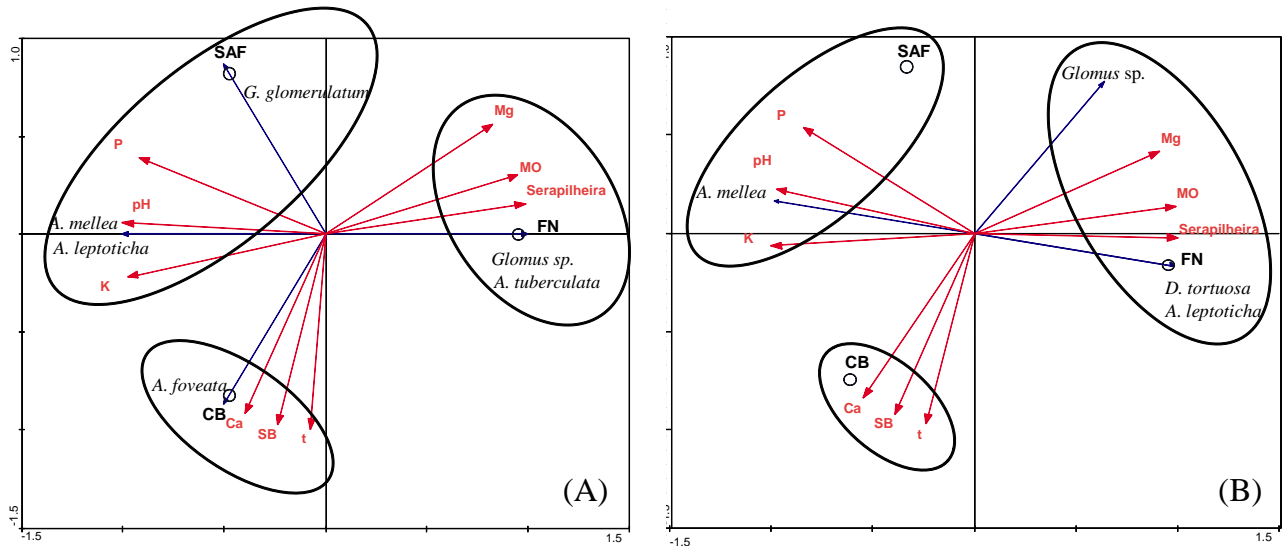 1.0
SAF
G. glomerulatum
Mg
P
MO
Serapilheira
pH
A. mellea
FN
A. leptoticha
Glomus sp.
A. tuberculata
K
A. foveata
CB
Ca
SB
t
(A)
-1.5
-1.5
1.5
SAF
Glomus sp.
P
Mg
pH
A. mellea
MO
Serapilheira
K
FN
D. tortuosa
A. leptoticha
CB
Ca
SB
t
(B)
-1.5
1.5